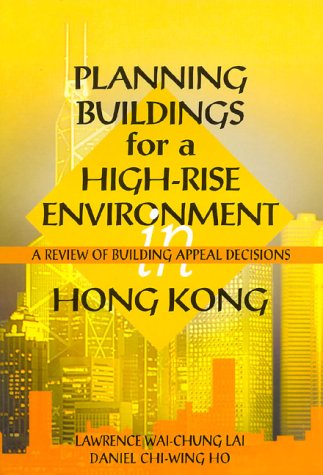 PLANNING
BUILDINGS
for a
HIGH-RISE
ENVIRONMENT
in
A REVIEW OF BUILDING APPEAL DECISIONS
HONG KONG
LAWRENCE WAI-CHUNG LAI
DANIEL CHI-WING HO